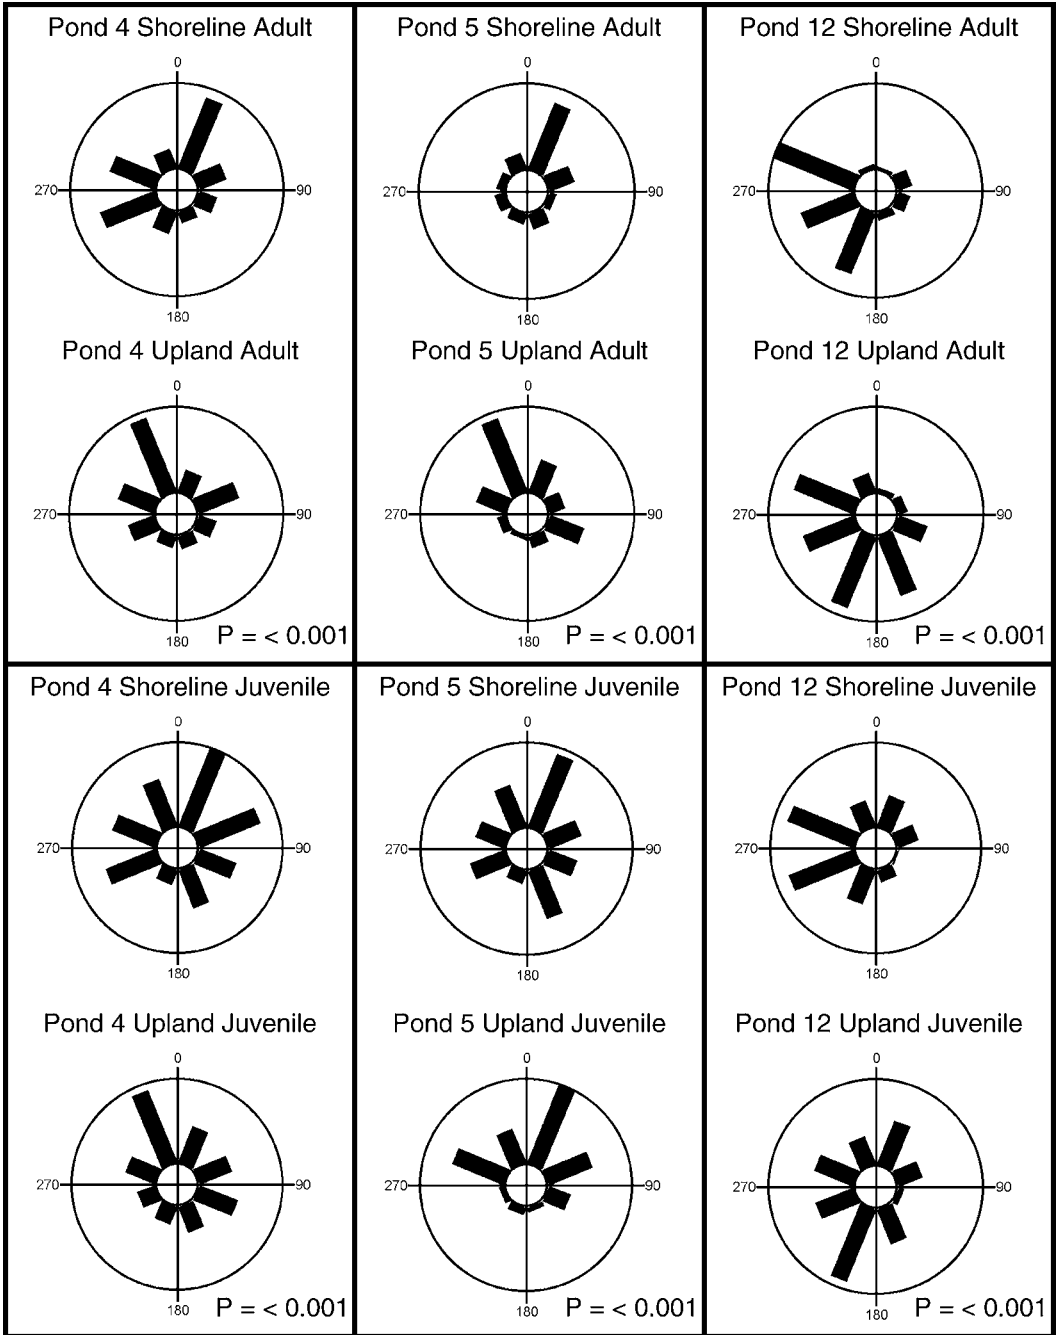 Pond 4 Shoreline Adult
0
270
90
180
Pond 4 Upland Adult
0
270
90
180
P = < 0.001
Pond 5 Shoreline Adult
0
270
90
180
Pond 5 Upland Adult
0
270
90
180
P = < 0.001
Pond 12 Shoreline Adult
0
270
90
180
Pond 12 Upland Adult
0
270
90
180
P = < 0.001
Pond 4 Shoreline Juvenile
0
270
90
180
Pond 4 Upland Juvenile
0
270
90
180
P = < 0.001
Pond 5 Shoreline Juvenile
0
270
90
180
Pond 5 Upland Juvenile
0
270
90
180
P = < 0.001
Pond 12 Shoreline Juvenile
0
270
90
180
Pond 12 Upland Juvenile
0
270
90
180
P = < 0.001